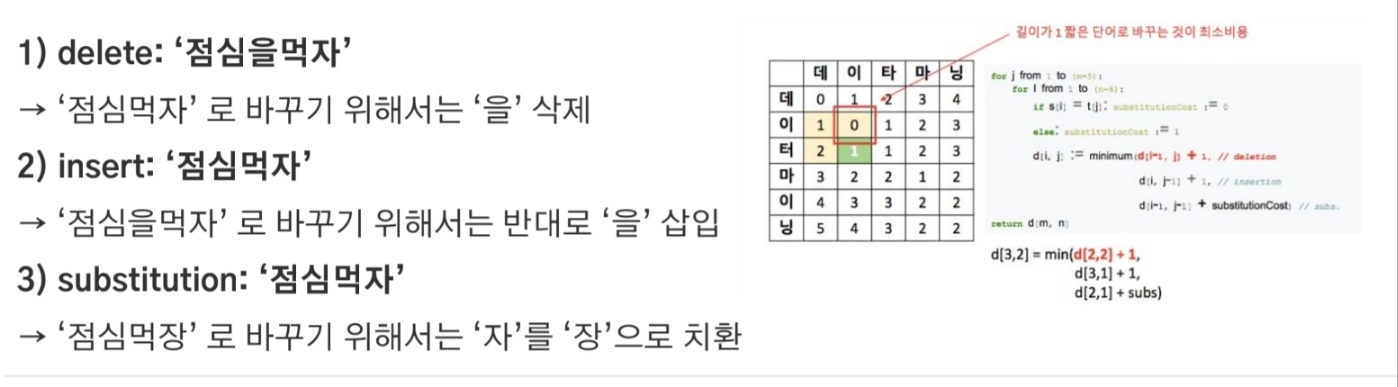 1) delete: ‘점심을먹자’
→ ‘점심먹자’ 로 바꾸기 위해서는 ‘을’ 삭제
2) insert: ‘점심먹자’
→ ‘점심을먹자’ 로 바꾸기 위해서는 반대로 ‘을’ 삽입
3) substitution: ‘점심먹자’
→ ‘점심먹장’ 로 바꾸기 위해서는 ‘자’를 ‘장’으로 치환
길이가 1 짧은 단어로 바꾸는 것이 최소비용
데 이 타 마 닝
데 0 1 2 3 4
이 1 0 1 2 3
터 2 1 1 2 3
마 3 2 2 1 2
이 4 3 3 2 2
닝 5 4 3 2 2
for j from 1 to (n=5):
for I from 1 to (n=6):
if s[i] = t[j]: substitutionCost := 0
else: substitutionCost := 1
d[i, j] := minimum(d[i-1, j] + 1, // deletion
d[i, j-1] + 1, // insertion
d[i-1, j-1] + substitutionCost) // subs.
return d[m, n]
d[3,2] = min(d[2,2] + 1,
d[3,1] + 1,
d[2,1] + subs)